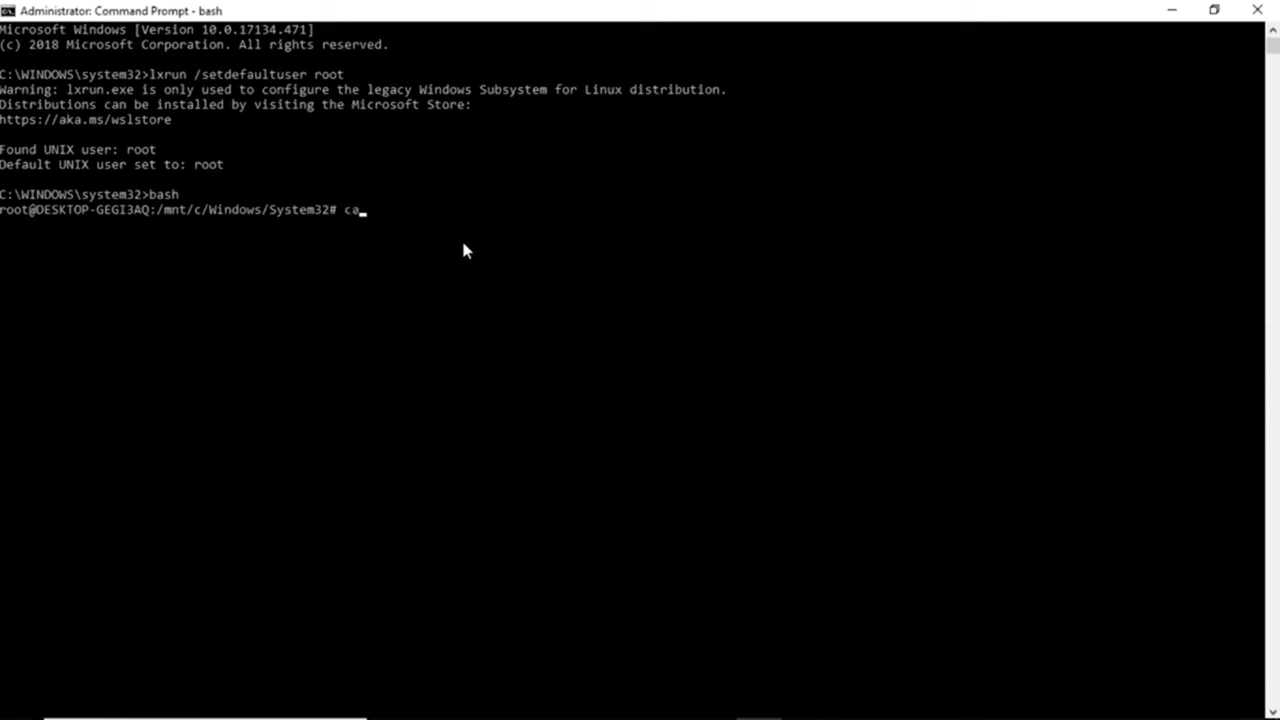 Administrator: Command Prompt - bash
Microsoft Windows [Version 10.0.17134.471]
(c) 2018 Microsoft Corporation. All rights reserved.
C:\WINDOWS\system32>lxrun /setdefaultuser root
Warning: lxrun.exe is only used to configure the legacy Windows Subsystem for Linux distribution.
Distributions can be installed by visiting the Microsoft Store:
https://aka.ms/wslstore
Found UNIX user: root
Default UNIX user set to: root
C:\WINDOWS\system32>bash
root@DESKTOP-GEGI3AQ:/mnt/c/Windows/System32# ca